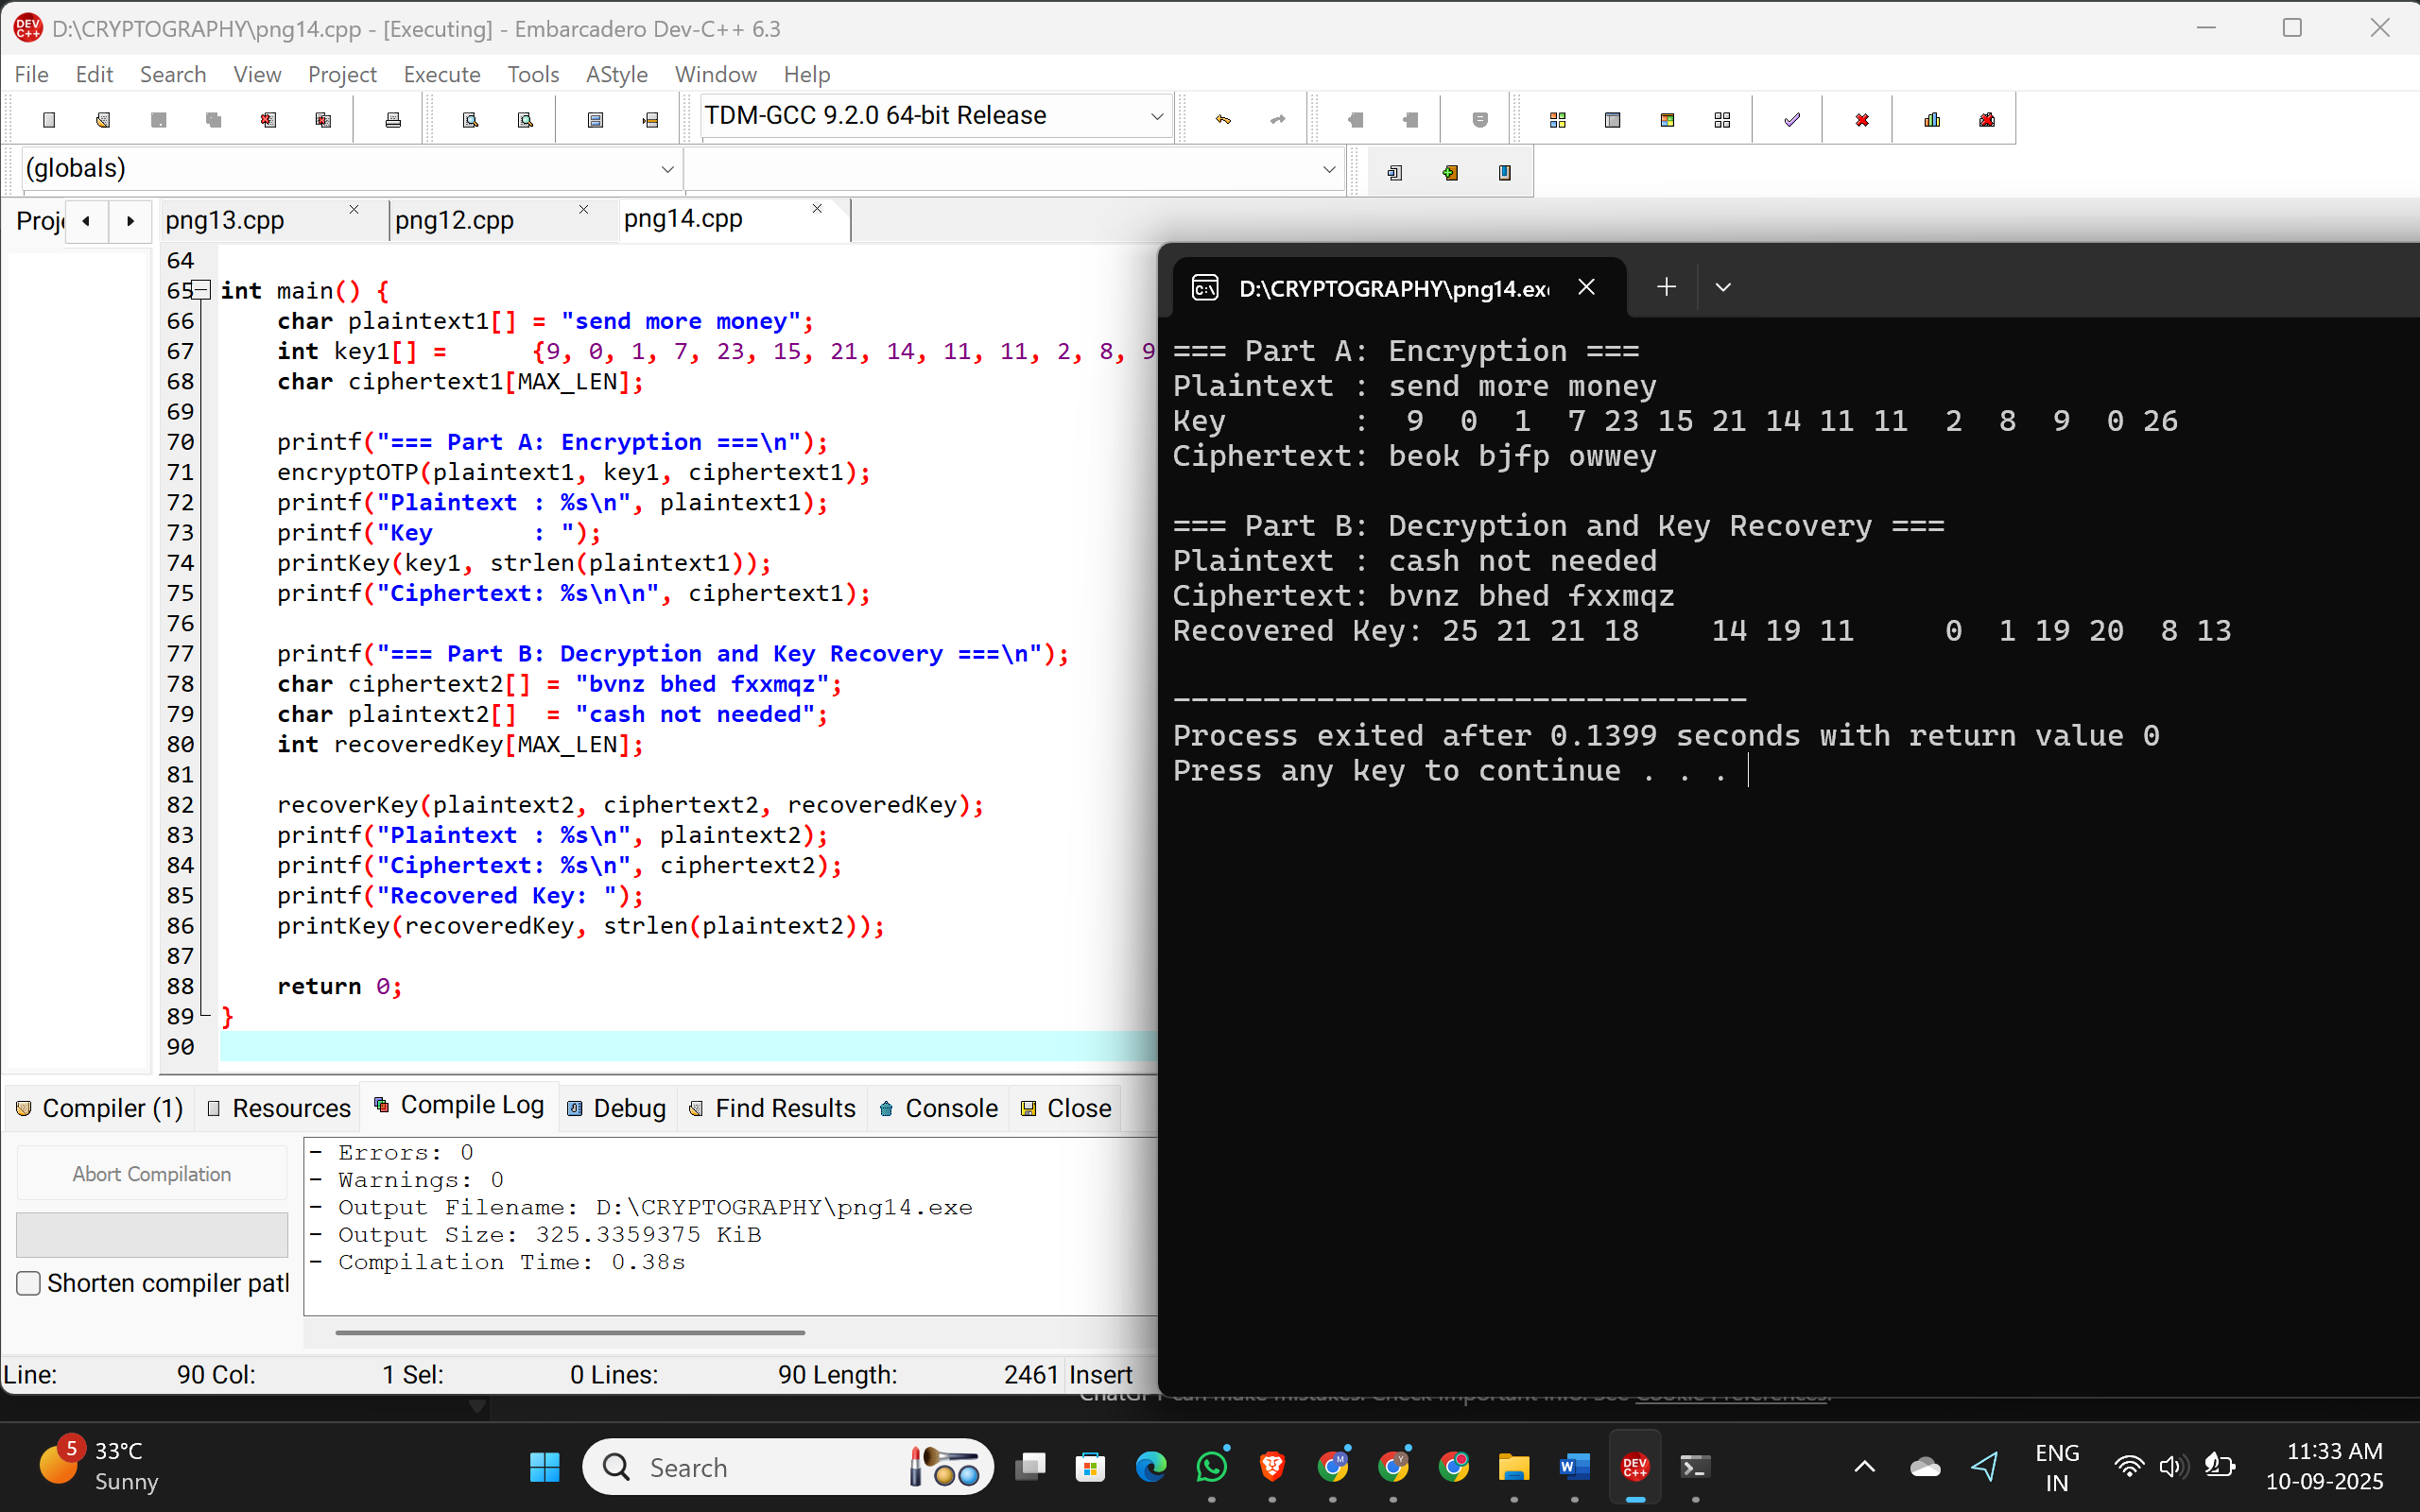 D:\CRYPTOGRAPHY\png14.cpp - [Executing] - Embarcadero Dev-C++ 6.3
File Edit Search View Project Execute Tools AStyle Window Help
TDM-GCC 9.2.0 64-bit Release
(globals)
Proj png13.cpp png12.cpp png14.cpp
64
65 int main() {
66 char plaintext1[] = "send more money";
67 int key1[] = {9, 0, 1, 7, 23, 15, 21, 14, 11, 11, 2, 8, 9
68 char ciphertext1[MAX_LEN];
69
70 printf("=== Part A: Encryption ===\n");
71 encryptOTP(plaintext1, key1, ciphertext1);
72 printf("Plaintext : %s\n", plaintext1);
73 printf("Key       : ");
74 printKey(key1, strlen(plaintext1));
75 printf("Ciphertext: %s\n\n", ciphertext1);
76
77 printf("=== Part B: Decryption and Key Recovery ===\n");
78 char ciphertext2[] = "bvnz bhed fxxmqz";
79 char plaintext2[]  = "cash not needed";
80 int recoveredKey[MAX_LEN];
81
82 recoverKey(plaintext2, ciphertext2, recoveredKey);
83 printf("Plaintext : %s\n", plaintext2);
84 printf("Ciphertext: %s\n", ciphertext2);
85 printf("Recovered Key: ");
86 printKey(recoveredKey, strlen(plaintext2));
87
88 return 0;
89 }
90
D:\CRYPTOGRAPHY\png14.ex
=== Part A: Encryption ===
Plaintext : send more money
Key       :  9  0  1  7 23 15 21 14 11 11  2  8  9  0 26
Ciphertext: beok bjfp owwey
=== Part B: Decryption and Key Recovery ===
Plaintext : cash not needed
Ciphertext: bvnz bhed fxxmqz
Recovered Key: 25 21 21 18    14 19 11     0  1 19 20  8 13
--------------------------------
Process exited after 0.1399 seconds with return value 0
Press any key to continue . . .
Compiler (1) Resources Compile Log Debug Find Results Console Close
Abort Compilation
Shorten compiler patl
- Errors: 0
- Warnings: 0
- Output Filename: D:\CRYPTOGRAPHY\png14.exe
- Output Size: 325.3359375 KiB
- Compilation Time: 0.38s
Line: 90 Col: 1 Sel: 0 Lines: 90 Length: 2461 Insert
ChatGPT can make mistakes. Check important info. See Cookie Preferences.
5
33°C
Sunny
Search
DEV C++
ENG
IN
11:33 AM
10-09-2025